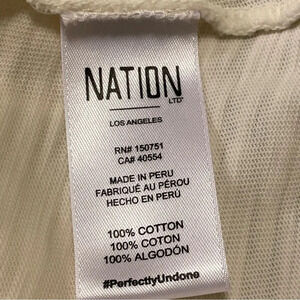 NATION
LTD
LOS ANGELES
RN# 150751
CA# 40554
MADE IN PERU
FABRIQUÉ AU PÉROU
HECHO EN PERÚ
100% COTTON
100% COTON
100% ALGODÓN
#PerfectlyUndone